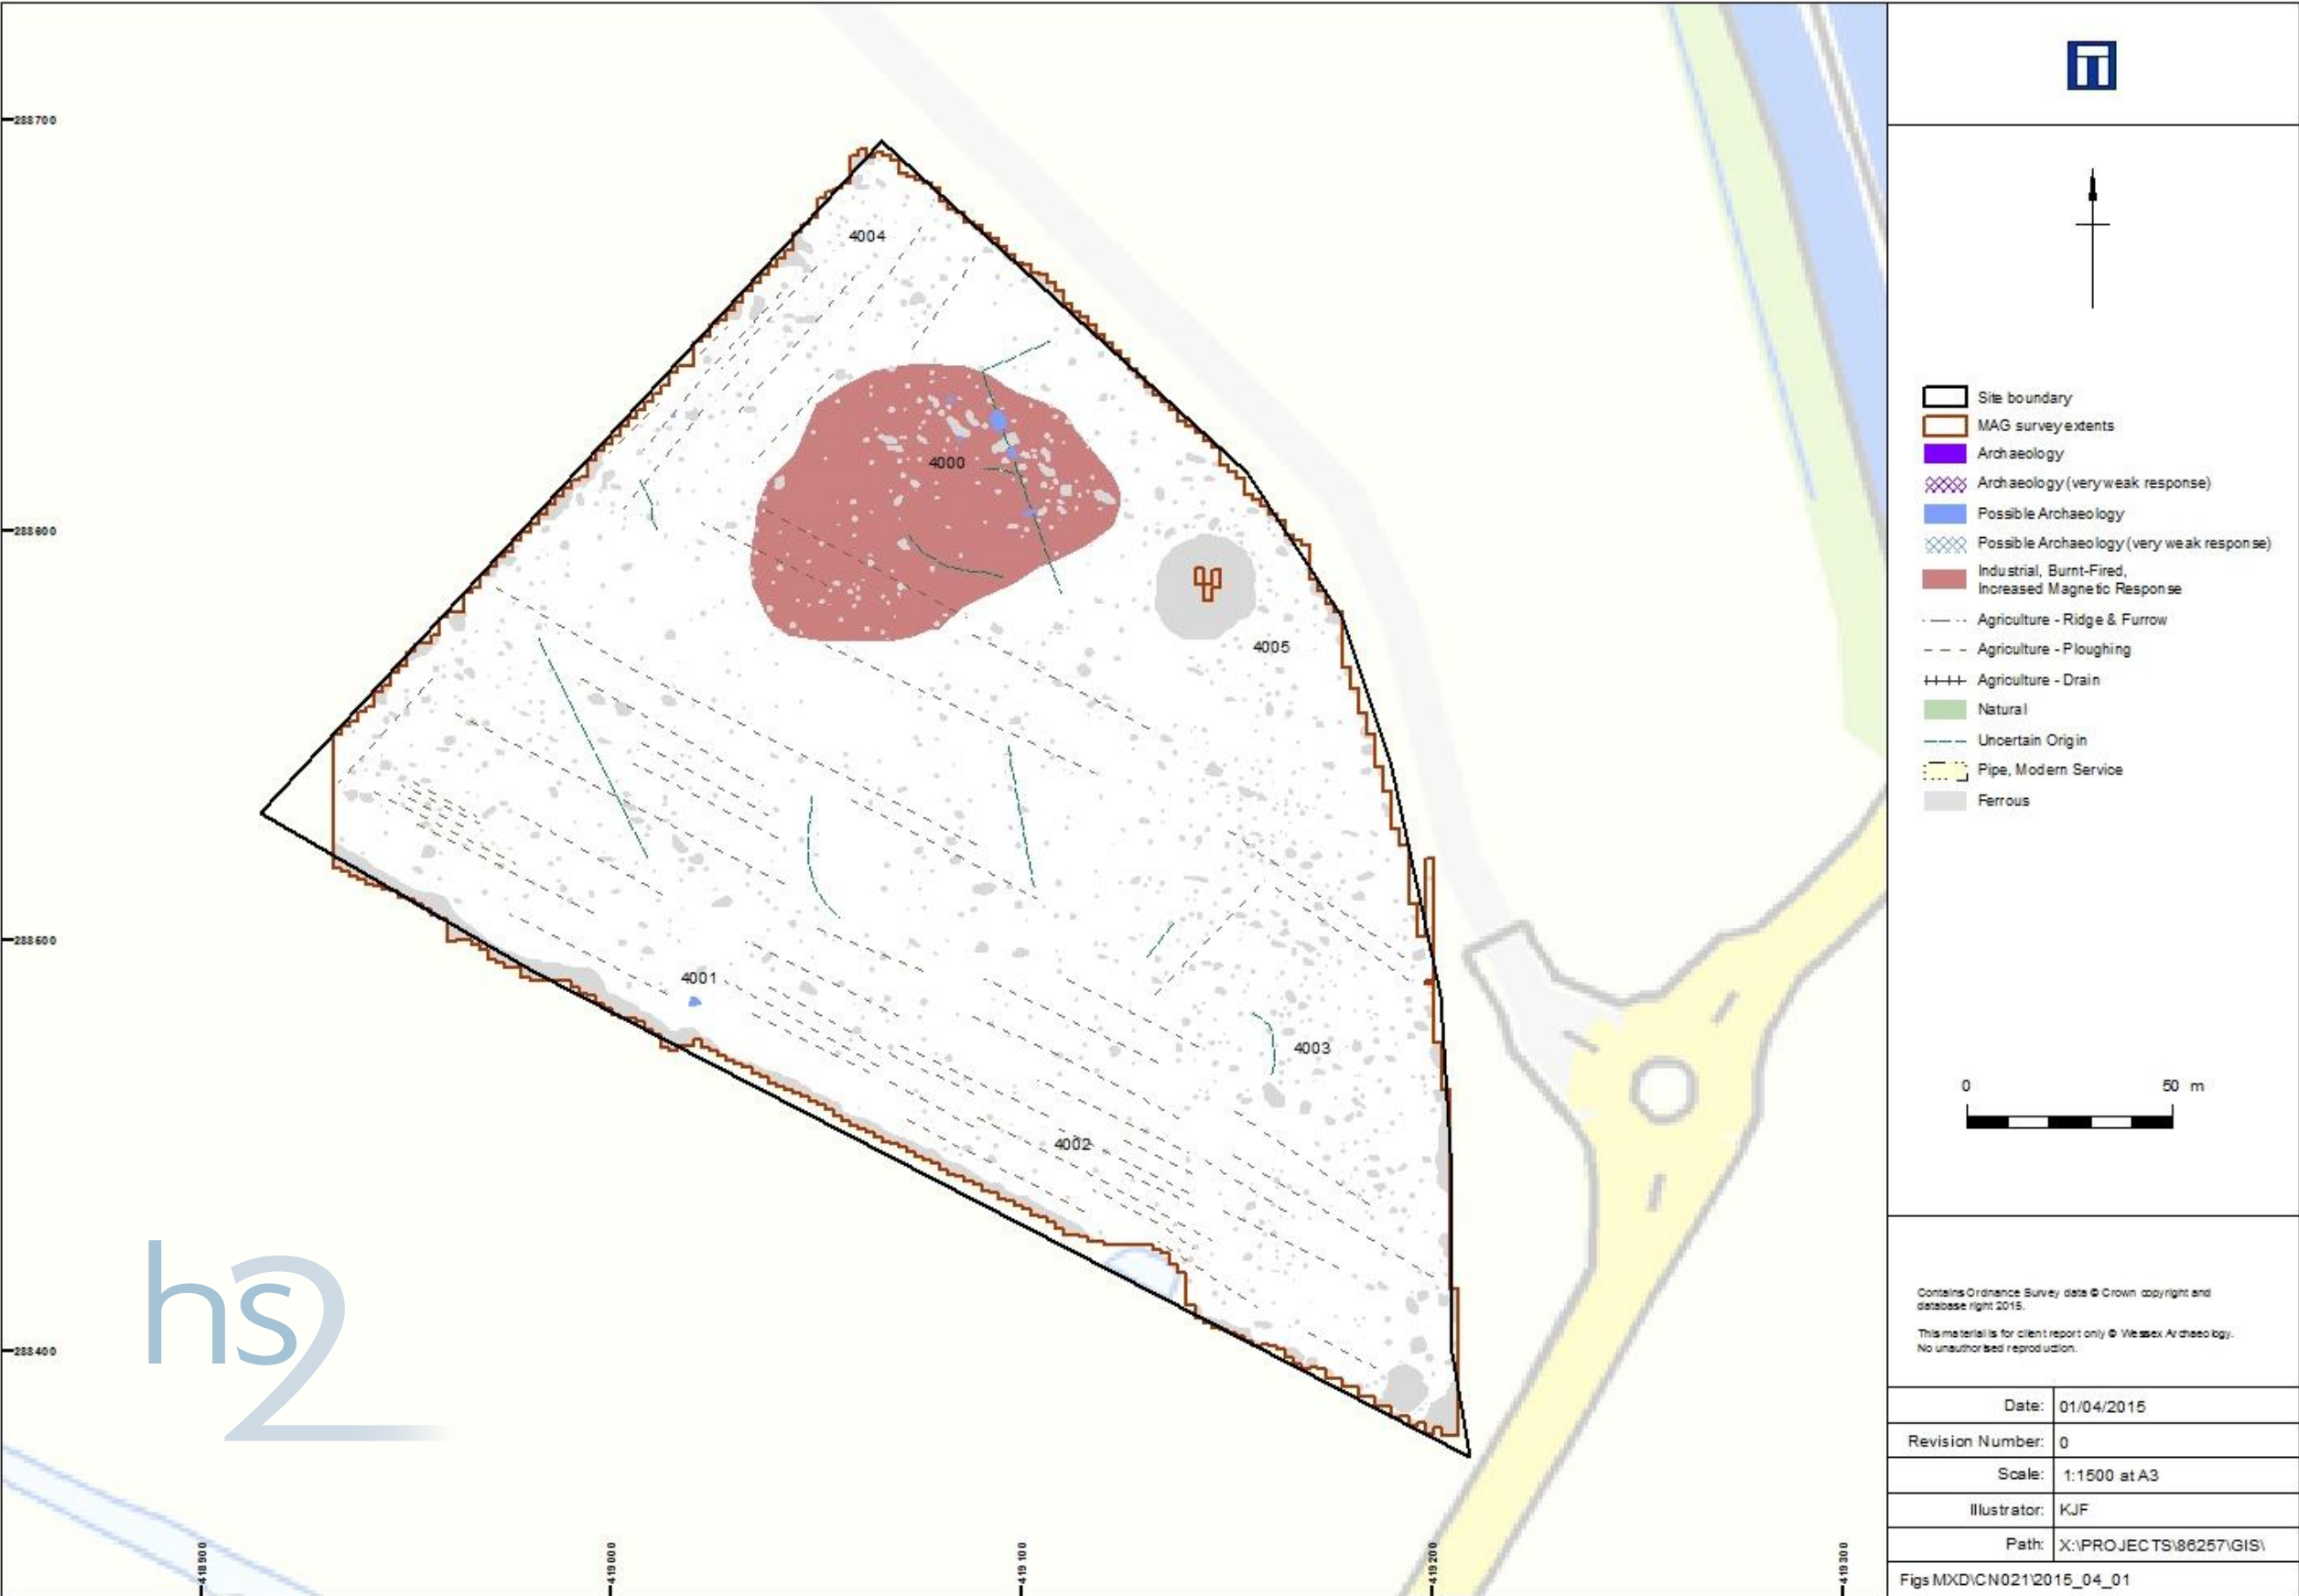 288700
4004
4000
288600
4005
288500
4001
4003
4002
288400
hs2
418900
419000
419100
419200
419300
Site boundary
MAG survey extents
Archaeology
Archaeology (very weak response)
Possible Archaeology
Possible Archaeology (very weak response)
Industrial, Burnt-Fired,
Increased Magnetic Response
Agriculture - Ridge & Furrow
Agriculture - Ploughing
Agriculture - Drain
Natural
Uncertain Origin
Pipe, Modern Service
Ferrous
0 50 m
Contains Ordnance Survey data © Crown copyright and
database right 2015.
This material is for client report only © Wessex Archaeology.
No unauthorised reproduction.
Date: 01/04/2015
Revision Number: 0
Scale: 1:1500 at A3
Illustrator: KJF
Path: X:\PROJECTS\86257\GIS\
Figs MXD\CN021\2015_04_01